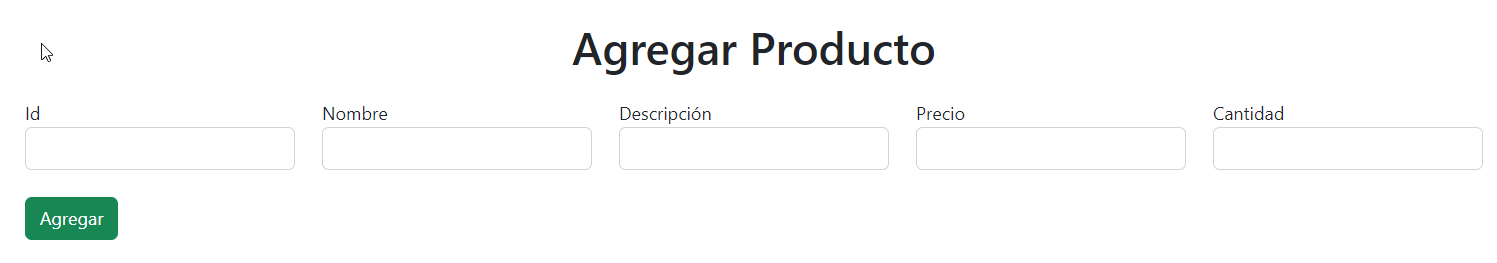 Agregar Producto
Id Nombre Descripción Precio Cantidad
Agregar